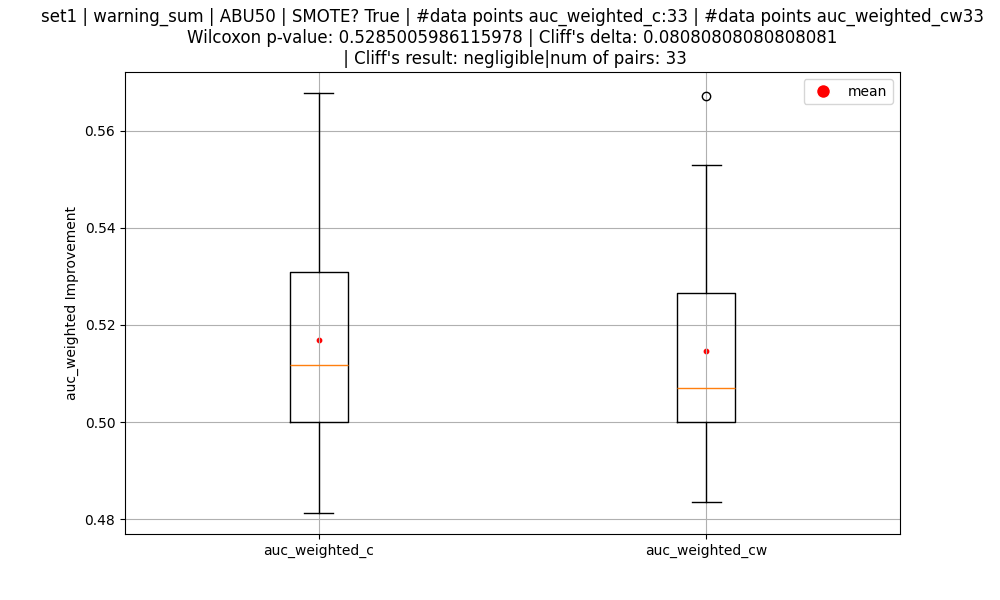 set1 | warning_sum | ABU50 | SMOTE? True | #data points auc_weighted_c:33 | #data points auc_weighted_cw33
Wilcoxon p-value: 0.5285005986115978 | Cliff's delta: 0.08080808080808081
| Cliff's result: negligible|num of pairs: 33
mean
0.56
0.54
0.52
0.50
0.48
auc_weighted Improvement
auc_weighted_c
auc_weighted_cw